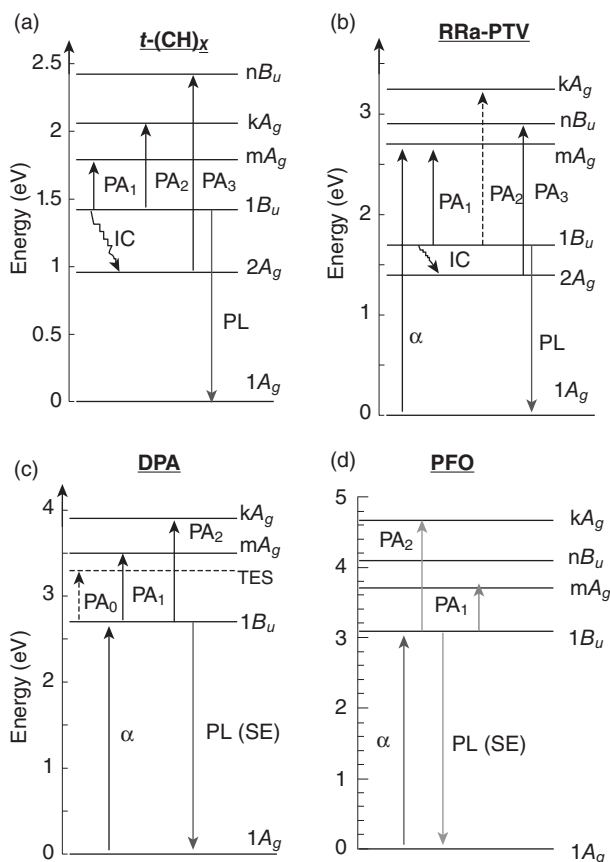 (a)
t-(CH)x
Energy (eV)
2.5
2
1.5
1
0.5
0
nBu
kAg
mAg
1Bu
2Ag
1Ag
PA1
PA2
PA3
IC
PL
(b)
RRa-PTV
Energy (eV)
3
2
1
0
kAg
nBu
mAg
1Bu
2Ag
1Ag
PA1
PA2
PA3
IC
α
PL
(c)
DPA
Energy (eV)
4
3
2
1
0
kAg
mAg
TES
1Bu
1Ag
PA2
PA0
PA1
α
PL (SE)
(d)
PFO
5
4
3
2
1
0
kAg
nBu
mAg
1Bu
1Ag
PA2
PA1
α
PL (SE)